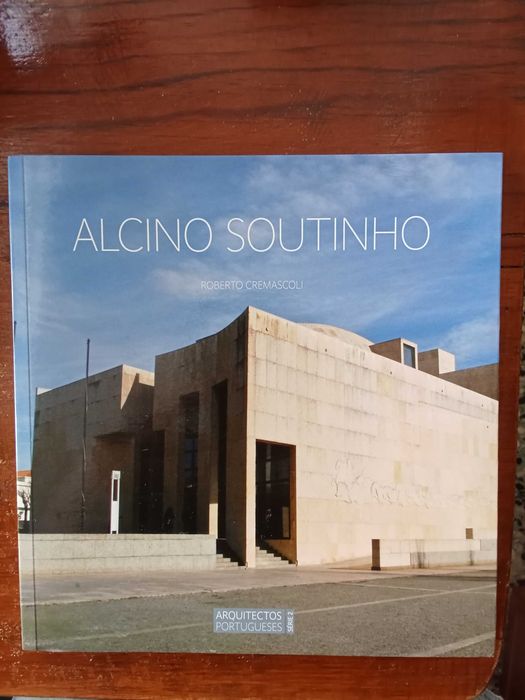 ALCINO SOUTINHO
ROBERTO CREMASCOLI
ARQUITECTOS
PORTUGUESES
SÉRIE 2